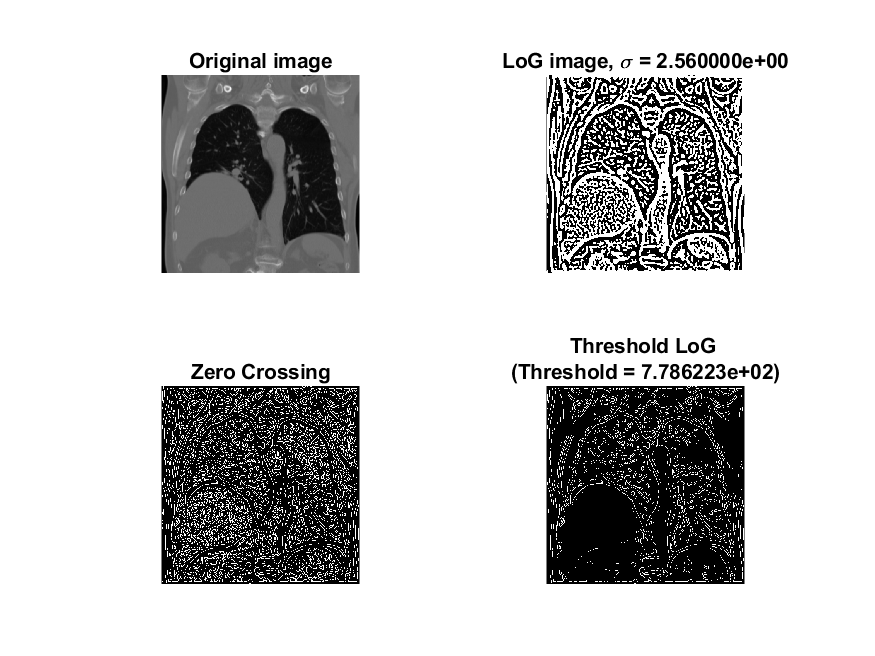 Original image
LoG image, σ = 2.560000e+00
Zero Crossing
Threshold LoG
(Threshold = 7.786223e+02)